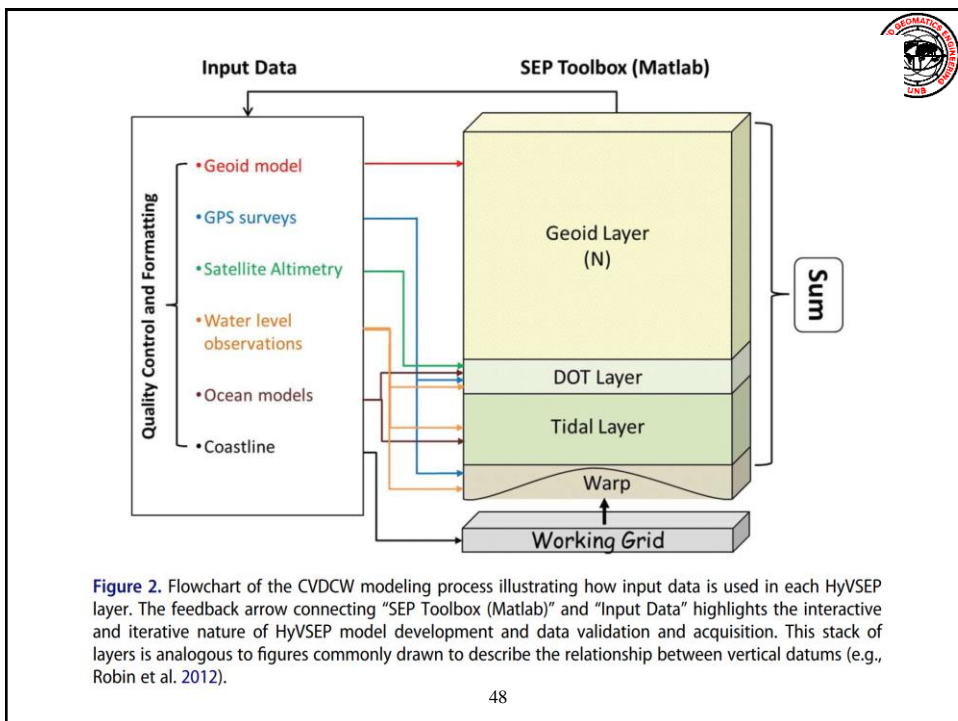 Input Data
SEP Toolbox (Matlab)
Quality Control and Formatting
•Geoid model
•GPS surveys
•Satellite Altimetry
•Water level
observations
•Ocean models
•Coastline
Geoid Layer
(N)
DOT Layer
Tidal Layer
Warp
Working Grid
Sum
GEOMATICS ENGINEERING
UNB
Figure 2. Flowchart of the CVDCW modeling process illustrating how input data is used in each HyVSEP
layer. The feedback arrow connecting “SEP Toolbox (Matlab)” and “Input Data” highlights the interactive
and iterative nature of HyVSEP model development and data validation and acquisition. This stack of
layers is analogous to figures commonly drawn to describe the relationship between vertical datums (e.g.,
Robin et al. 2012).
48